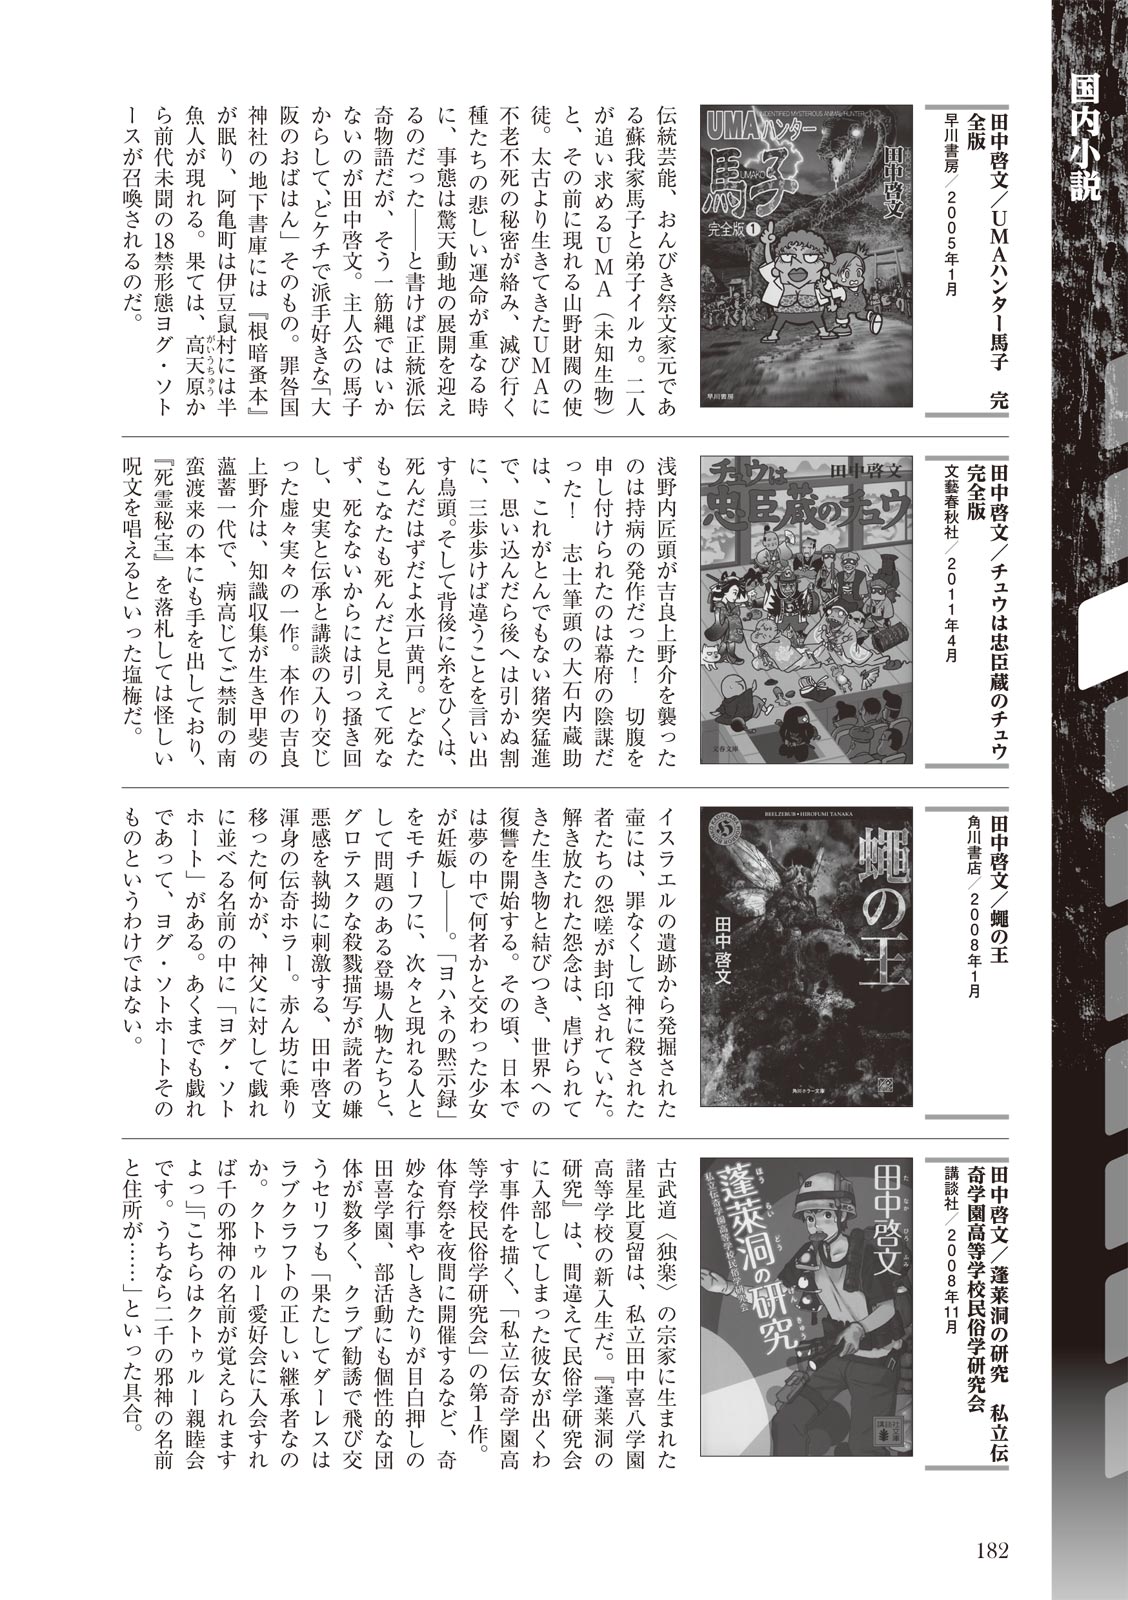 国内小説
田中啓文／UMAハンター馬子　完
全版
早川書房／2005年1月
UNIDENTIFIED MYSTERIOUS ANIMAL HUNTER
UMAハンター
馬子
UMAKO
完全版1
田中啓文
早川書房
伝統芸能、おんびき祭文家元であ
る蘇我家馬子と弟子イルカ。二人
が追い求めるUMA（未知生物）
と、その前に現れる山野財閥の使
徒。太古より生きてきたUMAに
不老不死の秘密が絡み、滅び行く
種たちの悲しい運命が重なる時
に、事態は驚天動地の展開を迎え
るのだった――と書けば正統派伝
奇物語だが、そう一筋縄ではいか
ないのが田中啓文。主人公の馬子
からして、どケチで派手好きな「大
阪のおばはん」そのもの。罪咎国
神社の地下書庫には『根暗蚤本』
が眠り、阿亀町は伊豆鼠村には半
魚人が現れる。果ては、高天原か
がいうちゅう
ら前代未聞の18禁形態ヨグ・ソト
ースが召喚されるのだ。
田中啓文／チュウは忠臣蔵のチュウ
完全版
文藝春秋社／2011年4月
チュウは
忠臣蔵のチュウ
田中啓文
文春文庫
浅野内匠頭が吉良上野介を襲った
のは持病の発作だった！　切腹を
申し付けられたのは幕府の陰謀だ
った！　志士筆頭の大石内蔵助
は、これがとんでもない猪突猛進
で、思い込んだら後へは引かぬ割
に、三歩歩けば違うことを言い出
す鳥頭。そして背後に糸をひくは、
死んだはずだよ水戸黄門。どなた
もこなたも死んだと見えて死な
ず、死なないからには引っ掻き回
し、史実と伝承と講談の入り交じ
った虚々実々の一作。本作の吉良
上野介は、知識収集が生き甲斐の
薀蓄一代で、病高じてご禁制の南
蛮渡来の本にも手を出しており、
『死霊秘宝』を落札しては怪しい
呪文を唱えるといった塩梅だ。
田中啓文／蠅の王
角川書店／2008年1月
BEELZEBUB・HIROFUMI TANAKA
蠅の王
田中啓文
角川ホラー文庫
イスラエルの遺跡から発掘された
壷には、罪なくして神に殺された
者たちの怨嗟が封印されていた。
解き放たれた怨念は、虐げられて
きた生き物と結びつき、世界への
復讐を開始する。その頃、日本で
は夢の中で何者かと交わった少女
が妊娠し――。「ヨハネの黙示録」
をモチーフに、次々と現れる人と
して問題のある登場人物たちと、
グロテスクな殺戮描写が読者の嫌
悪感を執拗に刺激する、田中啓文
渾身の伝奇ホラー。赤ん坊に乗り
移った何かが、神父に対して戯れ
に並べる名前の中に「ヨグ・ソト
ホート」がある。あくまでも戯れ
であって、ヨグ・ソトホートその
ものというわけではない。
田中啓文／蓬莱洞の研究　私立伝
奇学園高等学校民俗学研究会
講談社／2008年11月
田中啓文
た なか ひろ ふみ
蓬莱洞の研究
ほう らい どう けん きゅう
私立伝奇学園高等学校民俗学研究会
講談社
文庫
古武道〈独楽〉の宗家に生まれた
諸星比夏留は、私立田中喜八学園
高等学校の新入生だ。『蓬莱洞の
研究』は、間違えて民俗学研究会
に入部してしまった彼女が出くわ
す事件を描く、「私立伝奇学園高
等学校民俗学研究会」の第1作。
体育祭を夜間に開催するなど、奇
妙な行事やしきたりが目白押しの
田喜学園、部活動にも個性的な団
体が数多く、クラブ勧誘で飛び交
うセリフも「果たしてダーレスは
ラブクラフトの正しい継承者なの
か。クトゥルー愛好会に入会すれ
ば千の邪神の名前が覚えられます
よっ」「こちらはクトゥルー親睦会
です。うちなら二千の邪神の名前
と住所が……」といった具合。
182